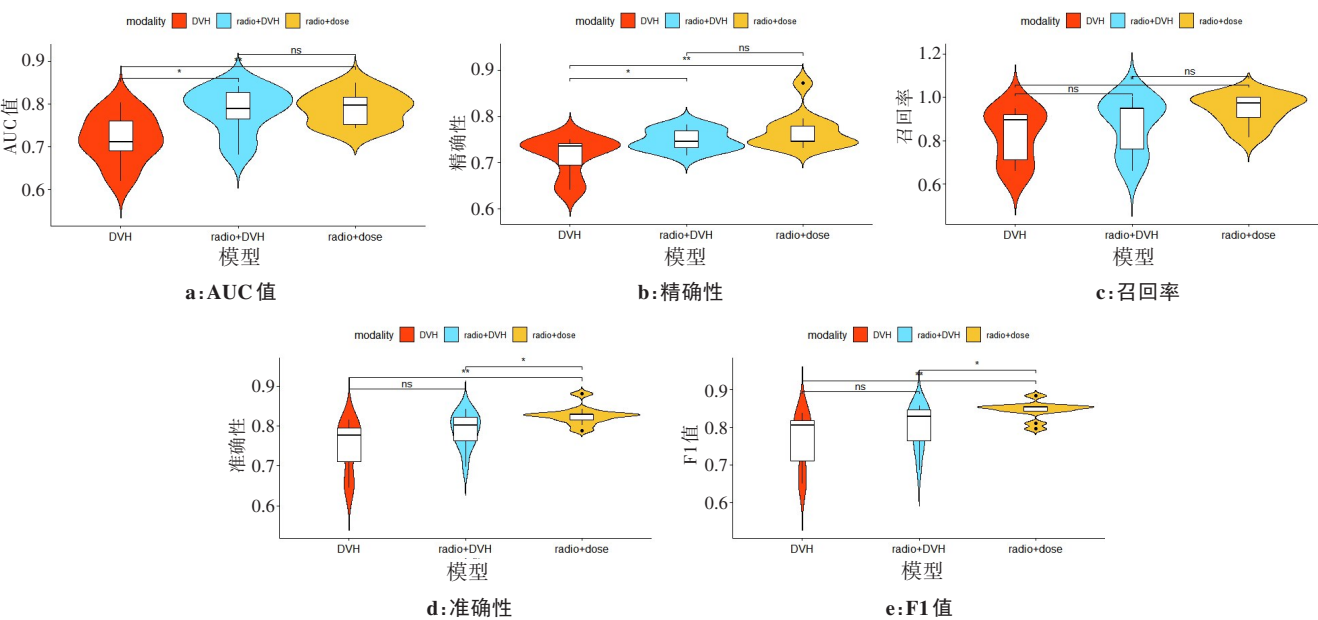 modality DVH radio+DVH radio+dose
0.9
0.8
0.7
0.6
AUC值
*
**
ns
DVH radio+DVH radio+dose
模型
a:AUC值
modality DVH radio+DVH radio+dose
0.9
0.8
0.7
0.6
精确性
*
**
ns
DVH radio+DVH radio+dose
模型
b:精确性
modality DVH radio+DVH radio+dose
1.2
1.0
0.8
0.6
召回率
ns
*
ns
DVH radio+DVH radio+dose
模型
c:召回率
modality DVH radio+DVH radio+dose
0.9
0.8
0.7
0.6
准确性
ns
**
*
DVH radio+DVH radio+dose
模型
d:准确性
modality DVH radio+DVH radio+dose
0.9
0.8
0.7
0.6
F1值
ns
**
*
DVH radio+DVH radio+dose
模型
e:F1值